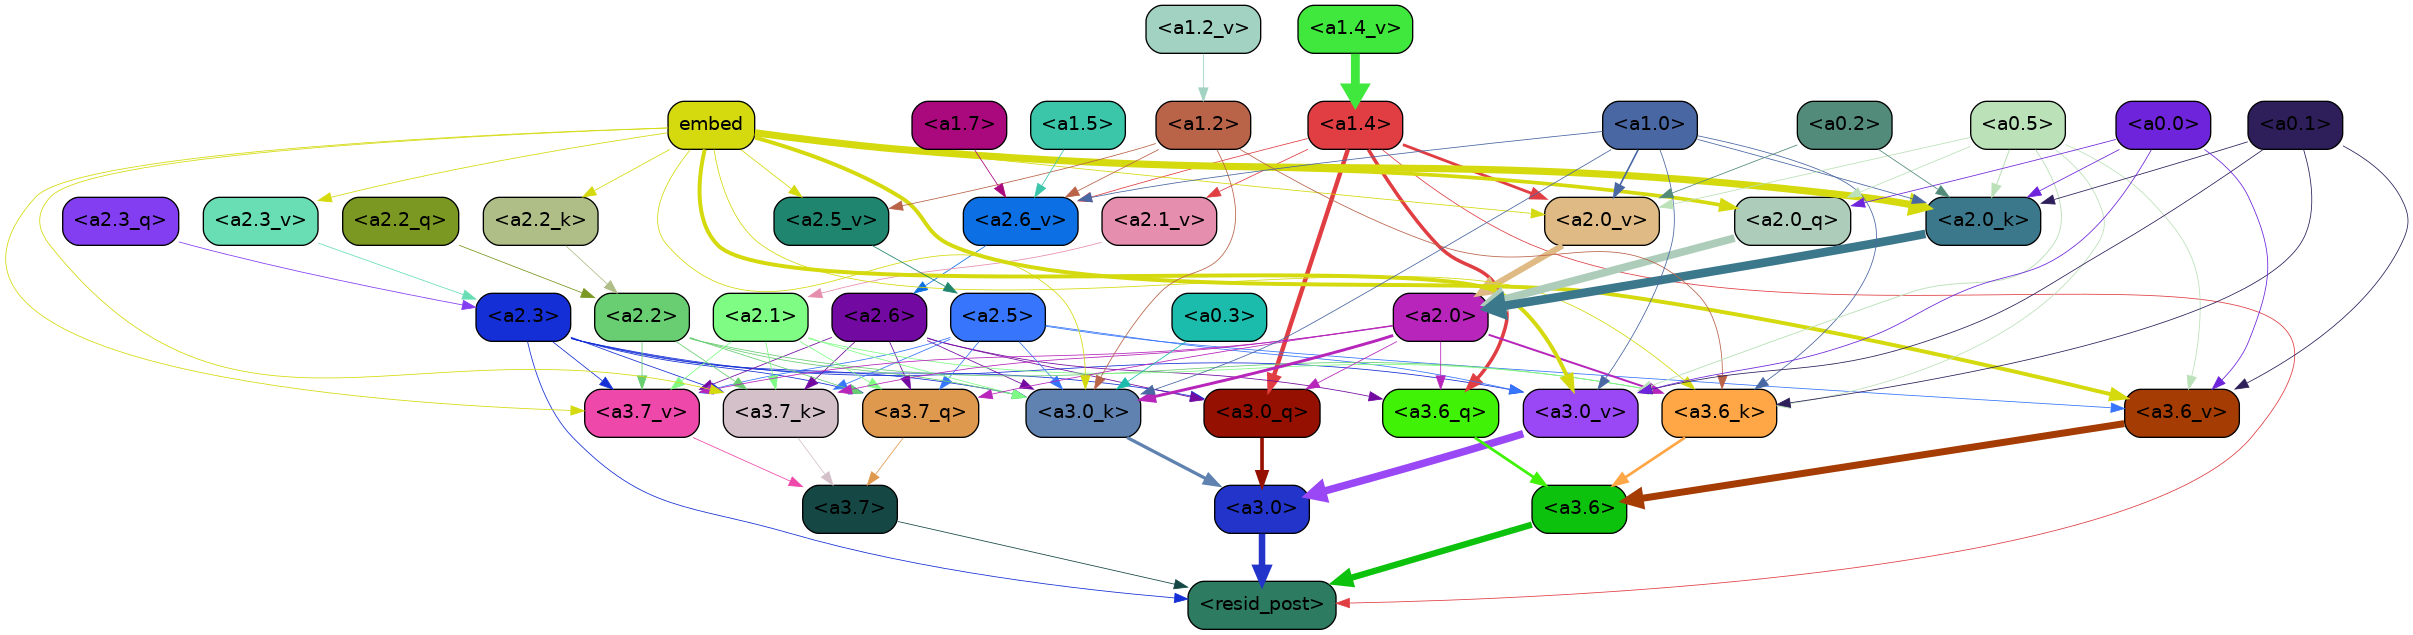 <a1.2_v>
<a1.4_v>
embed
<a1.7>
<a1.5>
<a1.2>
<a1.4>
<a1.0>
<a0.2>
<a0.5>
<a0.0>
<a0.1>
<a2.3_q>
<a2.3_v>
<a2.2_q>
<a2.2_k>
<a2.5_v>
<a2.6_v>
<a2.1_v>
<a2.0_v>
<a2.0_q>
<a2.0_k>
<a2.3>
<a2.2>
<a2.1>
<a2.6>
<a2.5>
<a0.3>
<a2.0>
<a3.7_v>
<a3.7_k>
<a3.7_q>
<a3.0_k>
<a3.0_q>
<a3.6_q>
<a3.0_v>
<a3.6_k>
<a3.6_v>
<a3.7>
<a3.0>
<a3.6>
<resid_post>